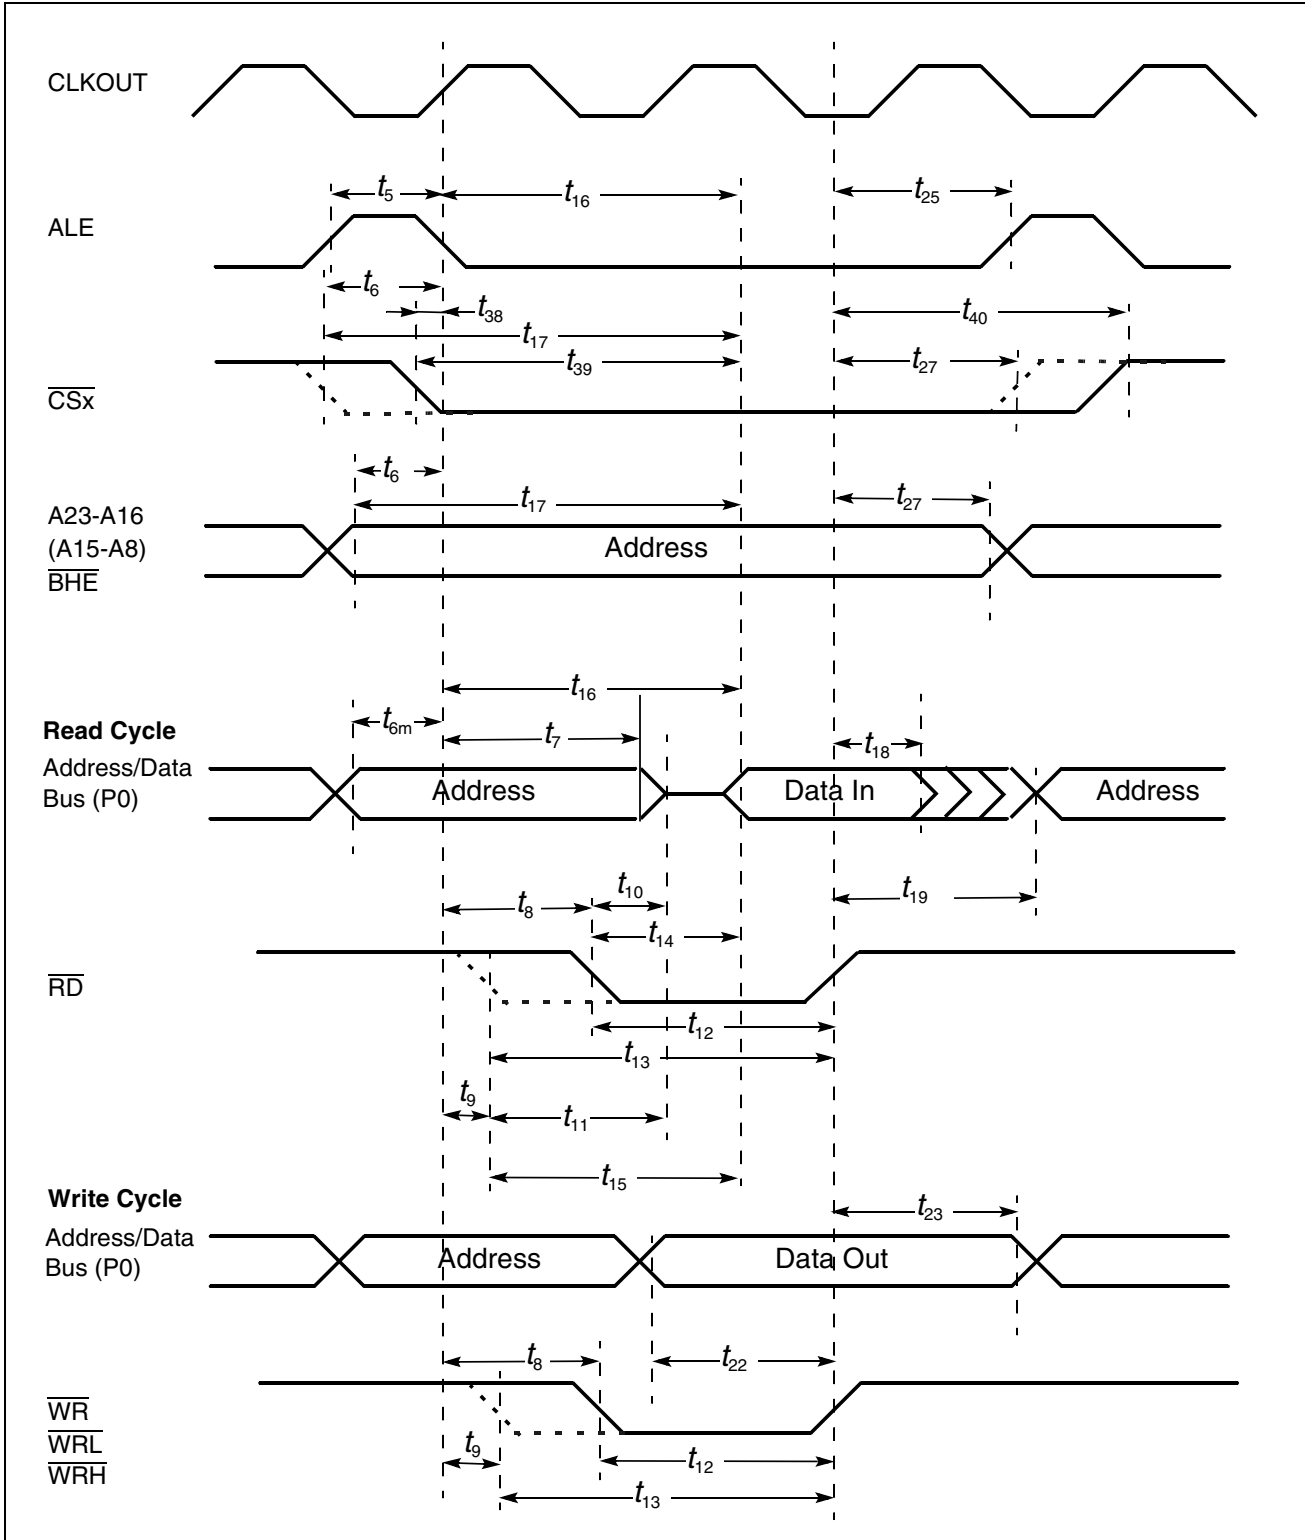 CLKOUT
t5
t16
t25
ALE
t6
t38
t40
t17
t39
t27
CSx
t6
t17
t27
A23-A16
(A15-A8)
BHE
Address
t16
t6m
t7
t18
Read Cycle
Address/Data
Bus (P0)
Address
Data In
Address
t10
t8
t19
t14
RD
t12
t13
t9
t11
t15
Write Cycle
t23
Address/Data
Bus (P0)
Address
Data Out
t8
t22
WR
WRL
WRH
t9
t12
t13